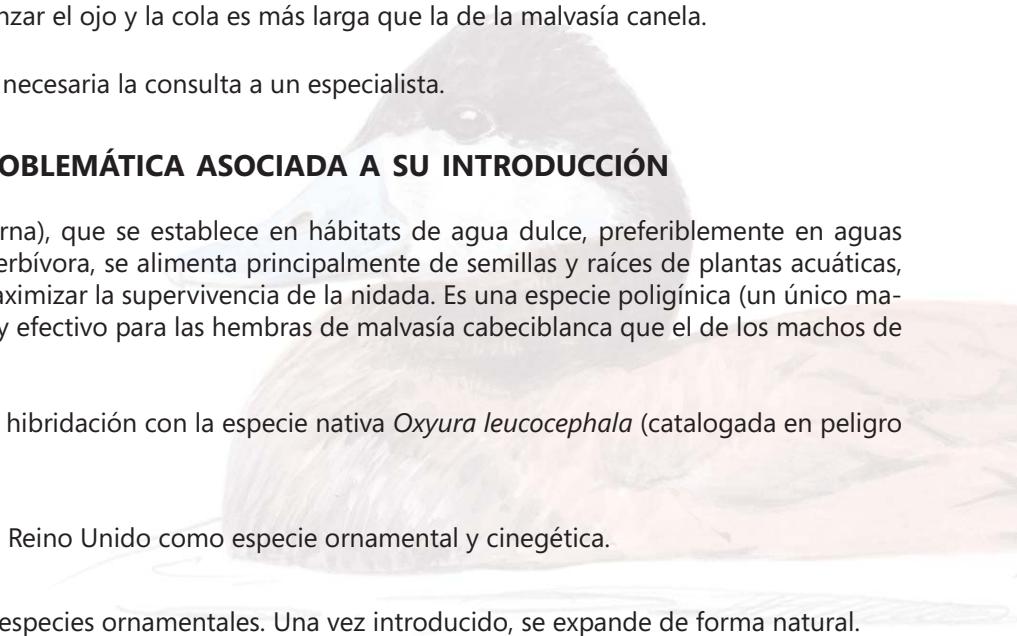 nzar el ojo y la cola es más larga que la de la malvasía canela.
necesaria la consulta a un especialista.
OBLEMÁTICA ASOCIADA A SU INTRODUCCIÓN
rna), que se establece en hábitats de agua dulce, preferiblemente en aguas
erbívora, se alimenta principalmente de semillas y raíces de plantas acuáticas,
aximizar la supervivencia de la nidada. Es una especie poligínica (un único ma-
y efectivo para las hembras de malvasía cabeciblanca que el de los machos de
hibridación con la especie nativa Oxyura leucocephala (catalogada en peligro
Reino Unido como especie ornamental y cinegética.
especies ornamentales. Una vez introducido, se expande de forma natural.